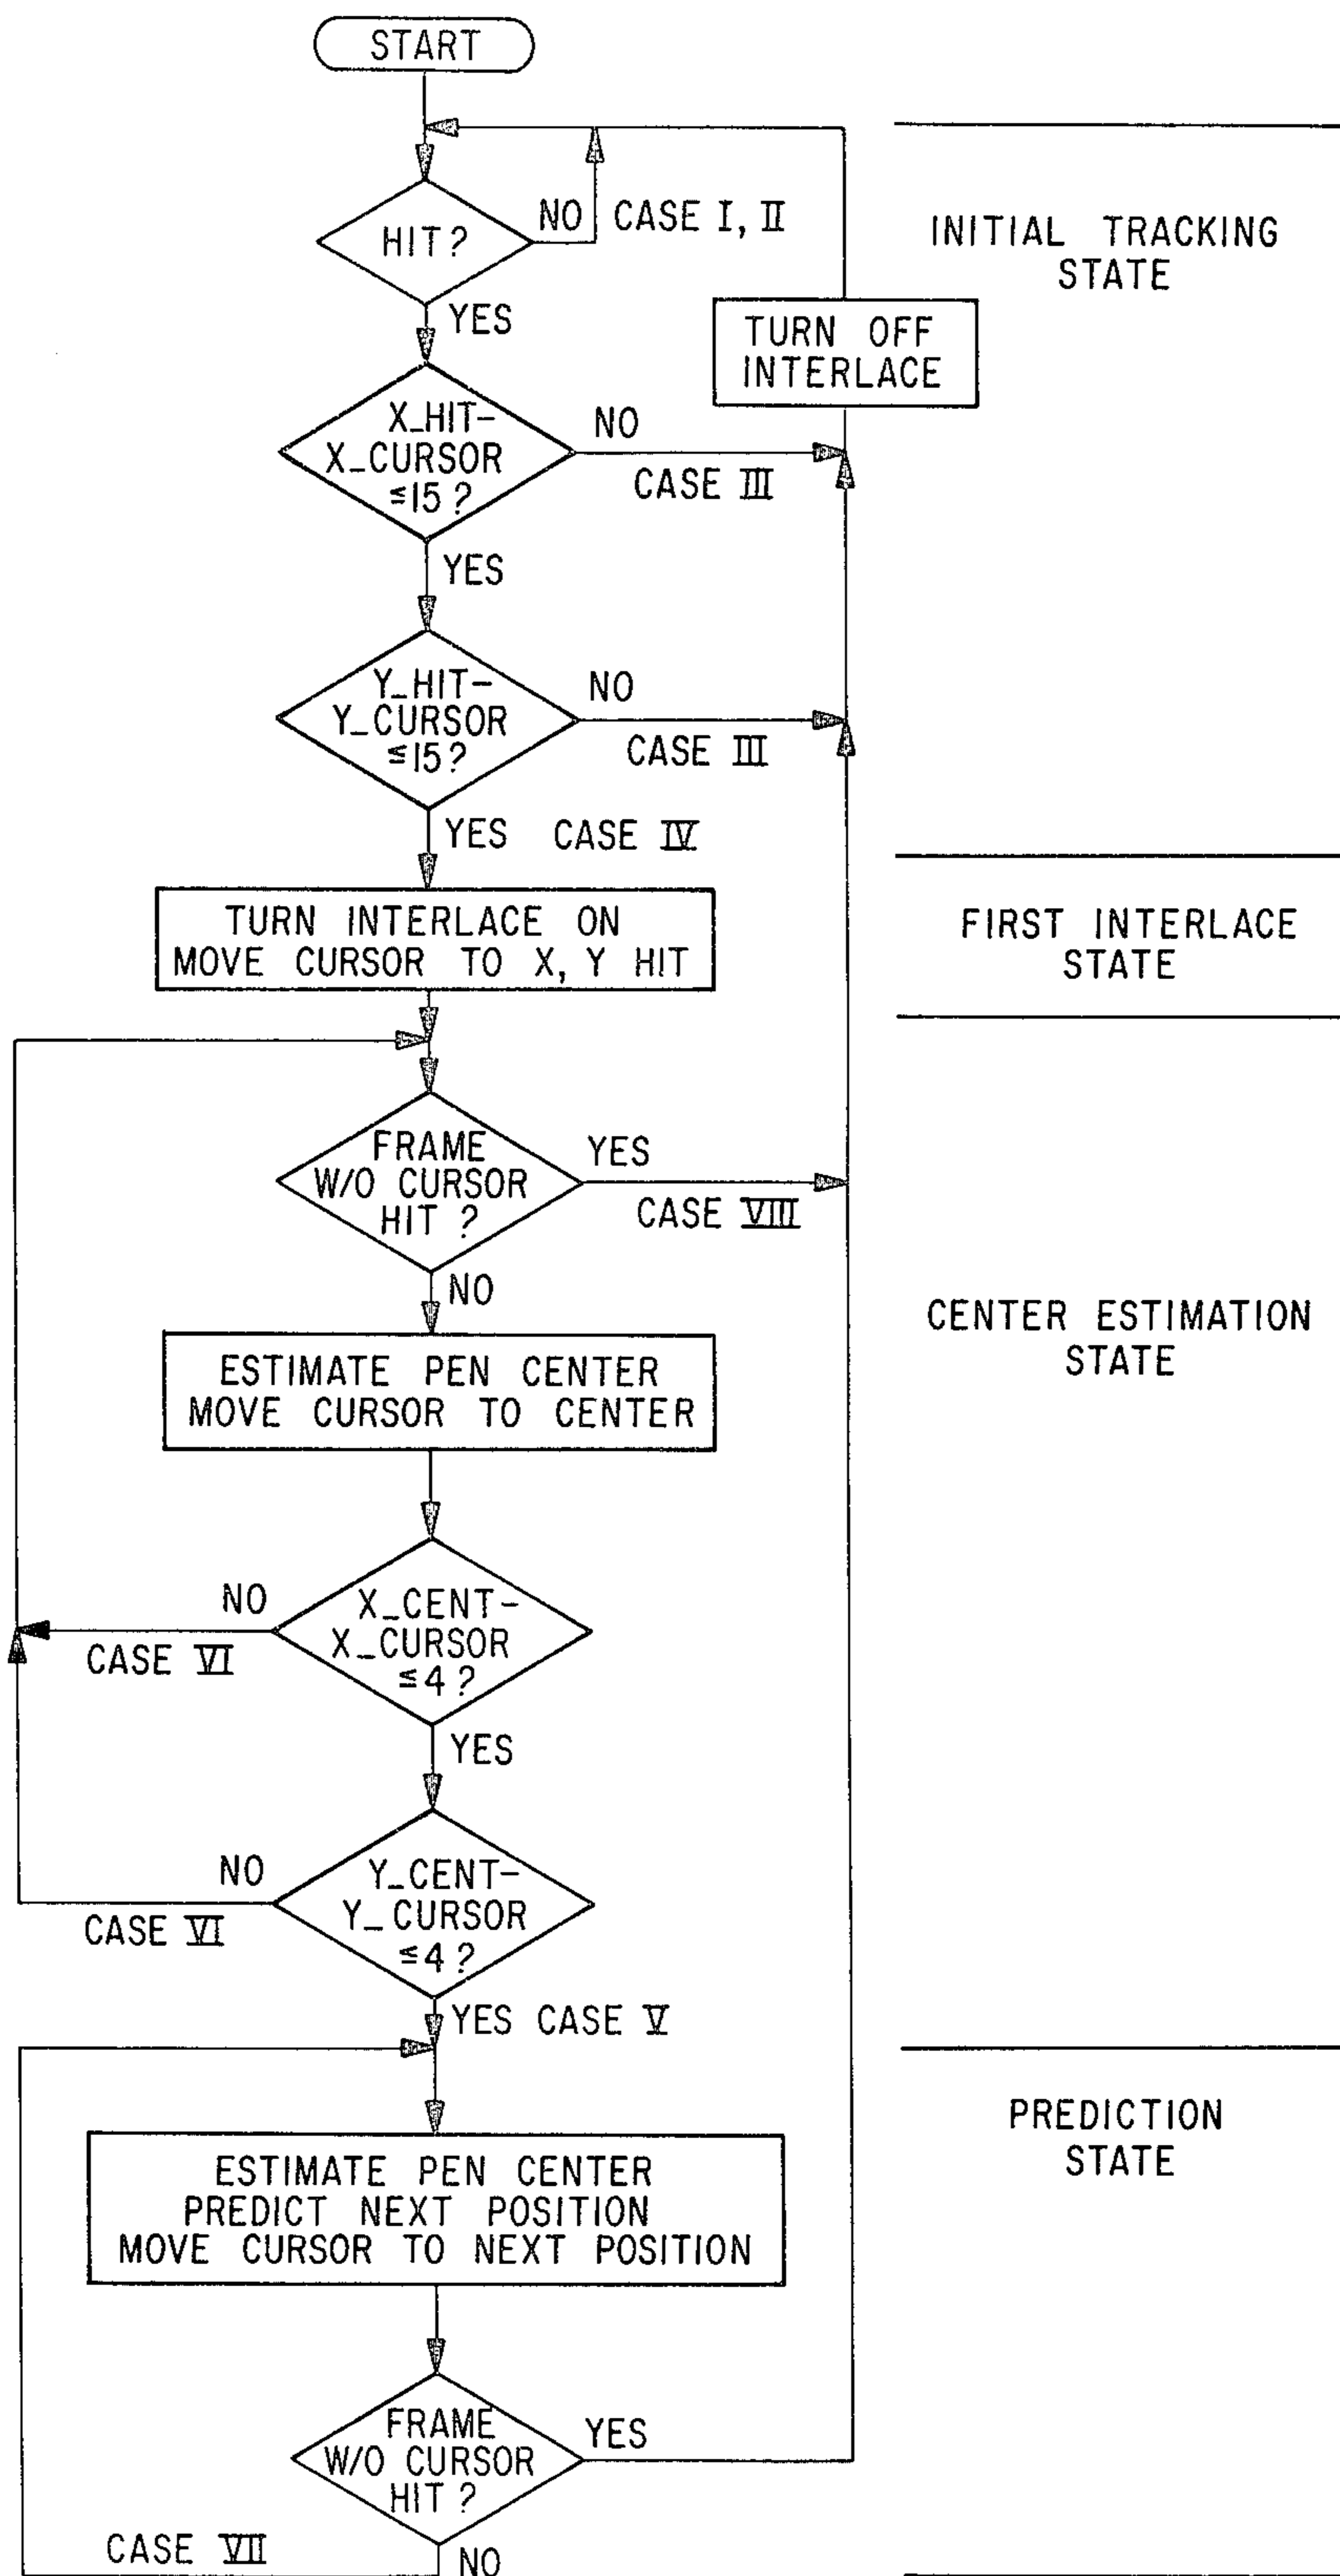 START
HIT?
NO CASE I, II
INITIAL TRACKING
STATE
YES
TURN OFF
INTERLACE
X_HIT-
X_CURSOR
≤15?
NO
CASE III
YES
Y_HIT-
Y_CURSOR
≤15?
NO
CASE III
YES CASE IV
TURN INTERLACE ON
MOVE CURSOR TO X, Y HIT
FIRST INTERLACE
STATE
FRAME
W/O CURSOR
HIT ?
YES
CASE VIII
NO
CENTER ESTIMATION
STATE
ESTIMATE PEN CENTER
MOVE CURSOR TO CENTER
X_CENT-
X_CURSOR
≤4?
NO
CASE VI
YES
Y_CENT-
Y_CURSOR
≤4?
NO
CASE VI
YES CASE V
PREDICTION
STATE
ESTIMATE PEN CENTER
PREDICT NEXT POSITION
MOVE CURSOR TO NEXT POSITION
FRAME
W/O CURSOR
HIT ?
YES
CASE VII
NO